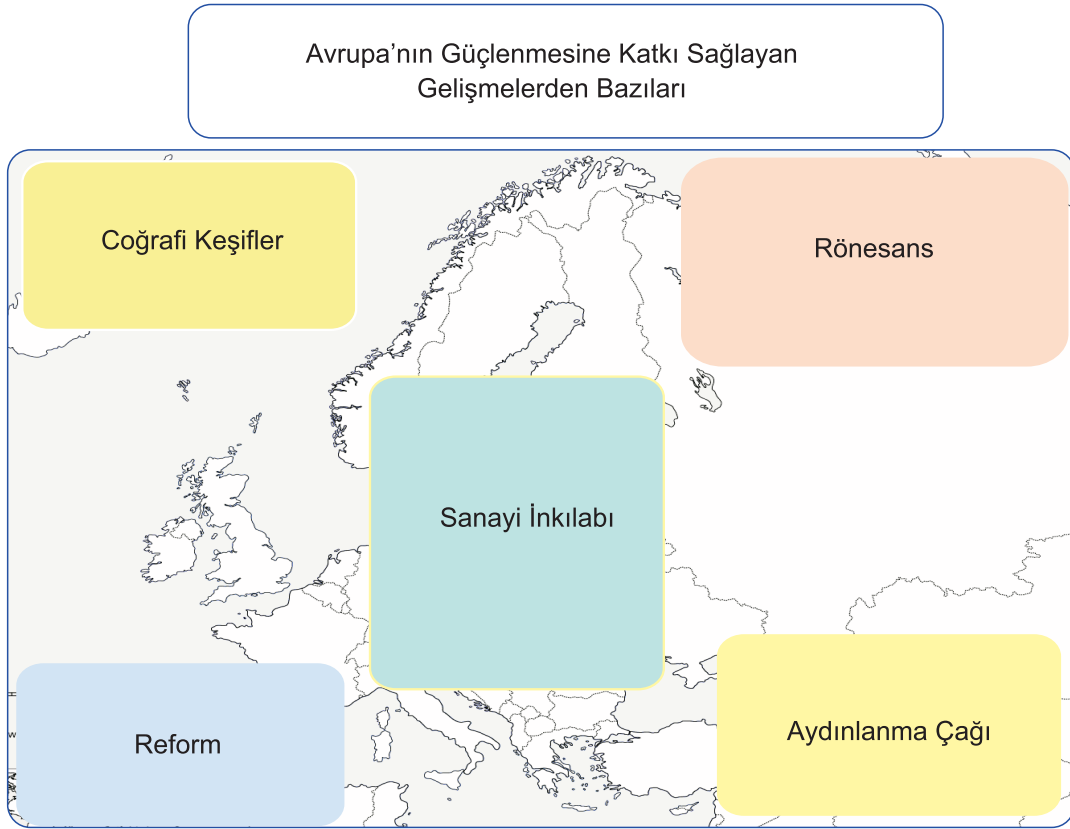 Avrupa’nın Güçlenmesine Katkı Sağlayan
Gelişmelerden Bazıları
Coğrafi Keşifler
Rönesans
Sanayi İnkılabı
Reform
Aydınlanma Çağı